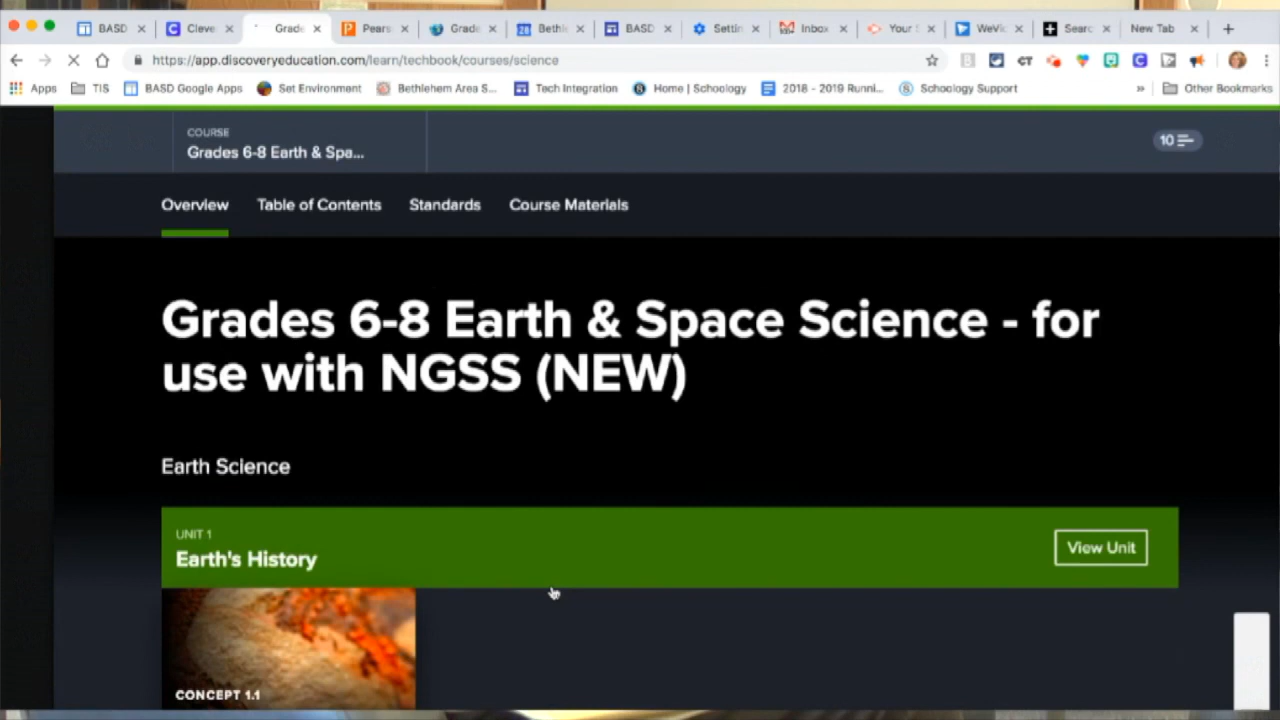 BASD
Cleve
Grade
Pears
Grade
Bethl
BASD
Settin
Inbox
Your S
WeVic
Searc
New Tab
https://app.discoveryeducation.com/learn/techbook/courses/science
Apps
TIS
BASD Google Apps
Set Environment
Bethlehem Area S...
Tech Integration
Home | Schoology
2018 - 2019 Runni...
Schoology Support
»
Other Bookmarks
COURSE
Grades 6-8 Earth & Spa...
10
Overview
Table of Contents
Standards
Course Materials
Grades 6-8 Earth & Space Science - for
use with NGSS (NEW)
Earth Science
UNIT 1
Earth's History
View Unit
CONCEPT 1.1